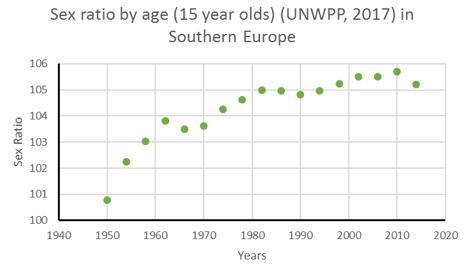 Sex ratio by age (15 year olds) (UNWPP, 2017) in
Southern Europe
106
105
104
103
102
101
100
Sex Ratio
1940 1950 1960 1970 1980 1990 2000 2010 2020
Years